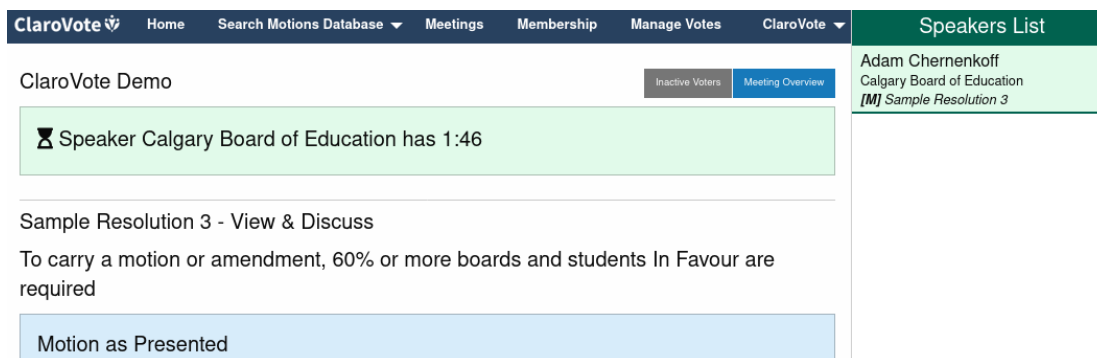 ClaroVote Home Search Motions Database Meetings Membership Manage Votes ClaroVote
ClaroVote Demo
Inactive Voters Meeting Overview
Speaker Calgary Board of Education has 1:46
Sample Resolution 3 - View & Discuss
To carry a motion or amendment, 60% or more boards and students In Favour are
required
Motion as Presented
Speakers List
Adam Chernenkoff
Calgary Board of Education
[M] Sample Resolution 3